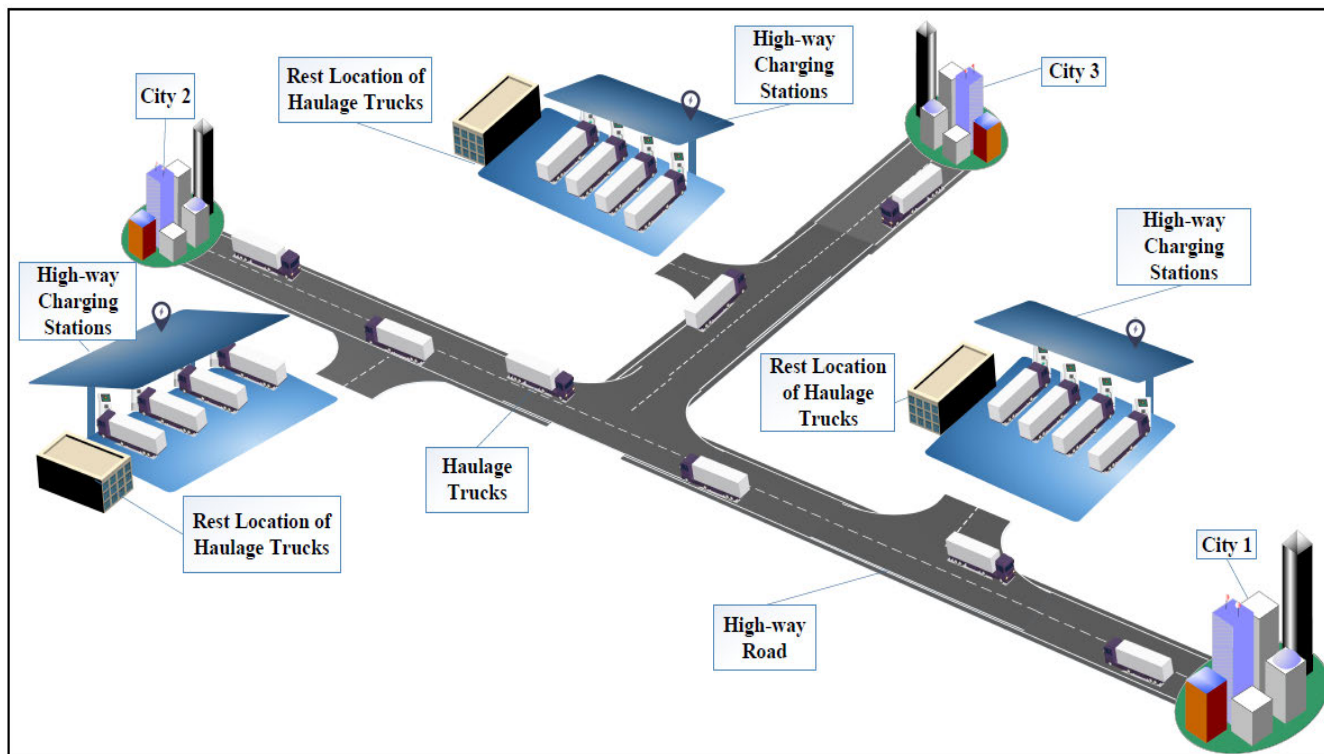 High-way
Charging
Stations
Rest Location of
Haulage Trucks
City 3
City 2
High-way
Charging
Stations
High-way
Charging
Stations
Rest Location
of Haulage
Trucks
Haulage
Trucks
Rest Location of
Haulage Trucks
City 1
High-way
Road